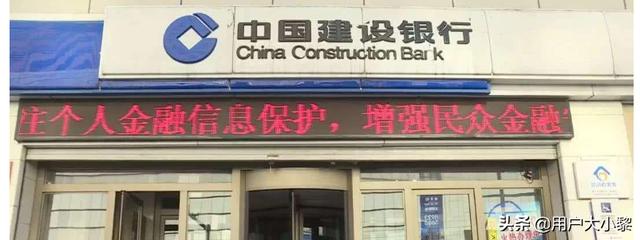 中国建设银行
China Construction Bank
注个人金融信息保护，增强民众金融
头条 @用户大小黎